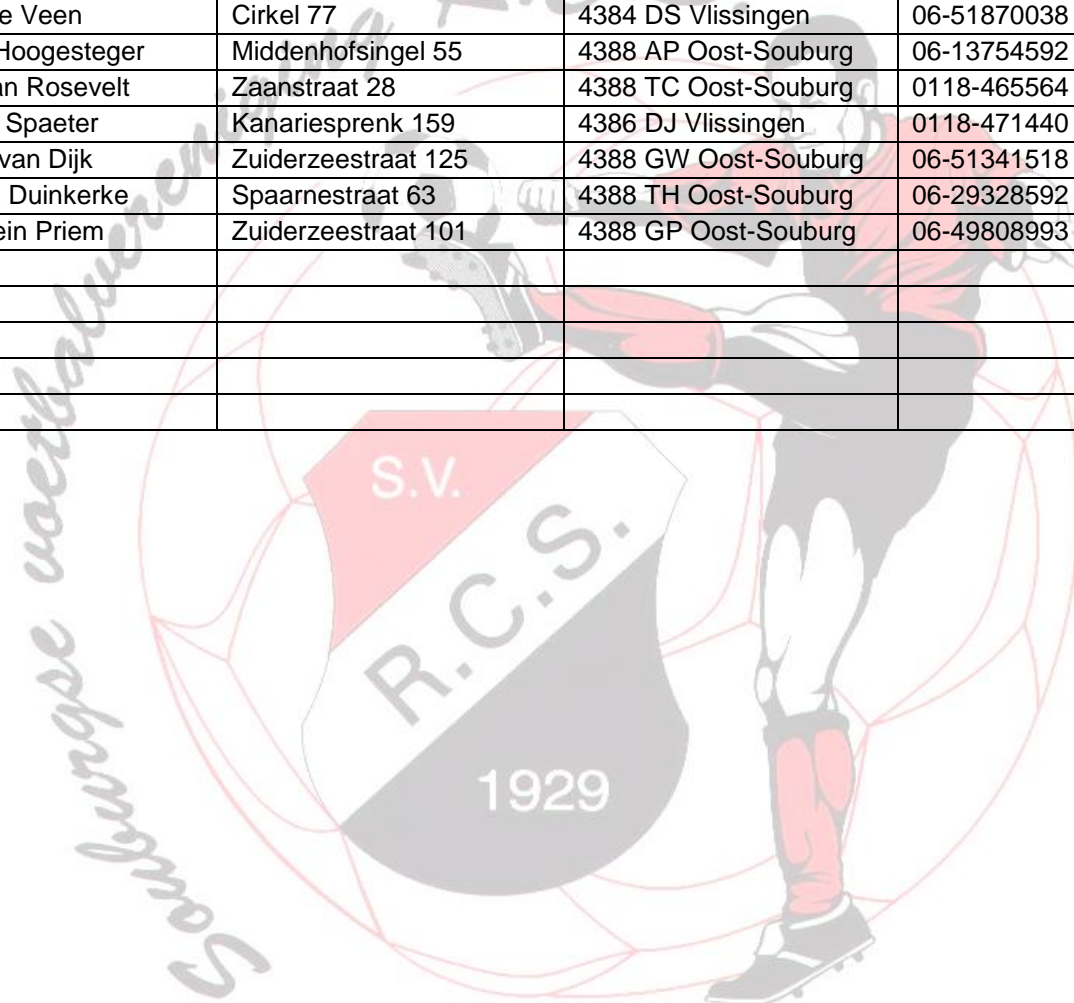 e Veen Cirkel 77 4384 DS Vlissingen 06-51870038
Hoogesteger Middenhofsingel 55 4388 AP Oost-Souburg 06-13754592
an Rosevelt Zaanstraat 28 4388 TC Oost-Souburg 0118-465564
Spaeter Kanariesprenk 159 4386 DJ Vlissingen 0118-471440
van Dijk Zuiderzeestraat 125 4388 GW Oost-Souburg 06-51341518
Duinkerke Spaarnestraat 63 4388 TH Oost-Souburg 06-29328592
ein Priem Zuiderzeestraat 101 4388 GP Oost-Souburg 06-49808993
Souburgse voetbalvereniging
S.V.
R.C.S.
1929